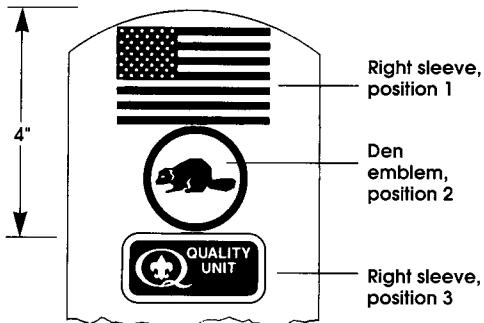 Right sleeve,
position 1
4"
Den
emblem,
position 2
QUALITY
UNIT
Right sleeve,
position 3